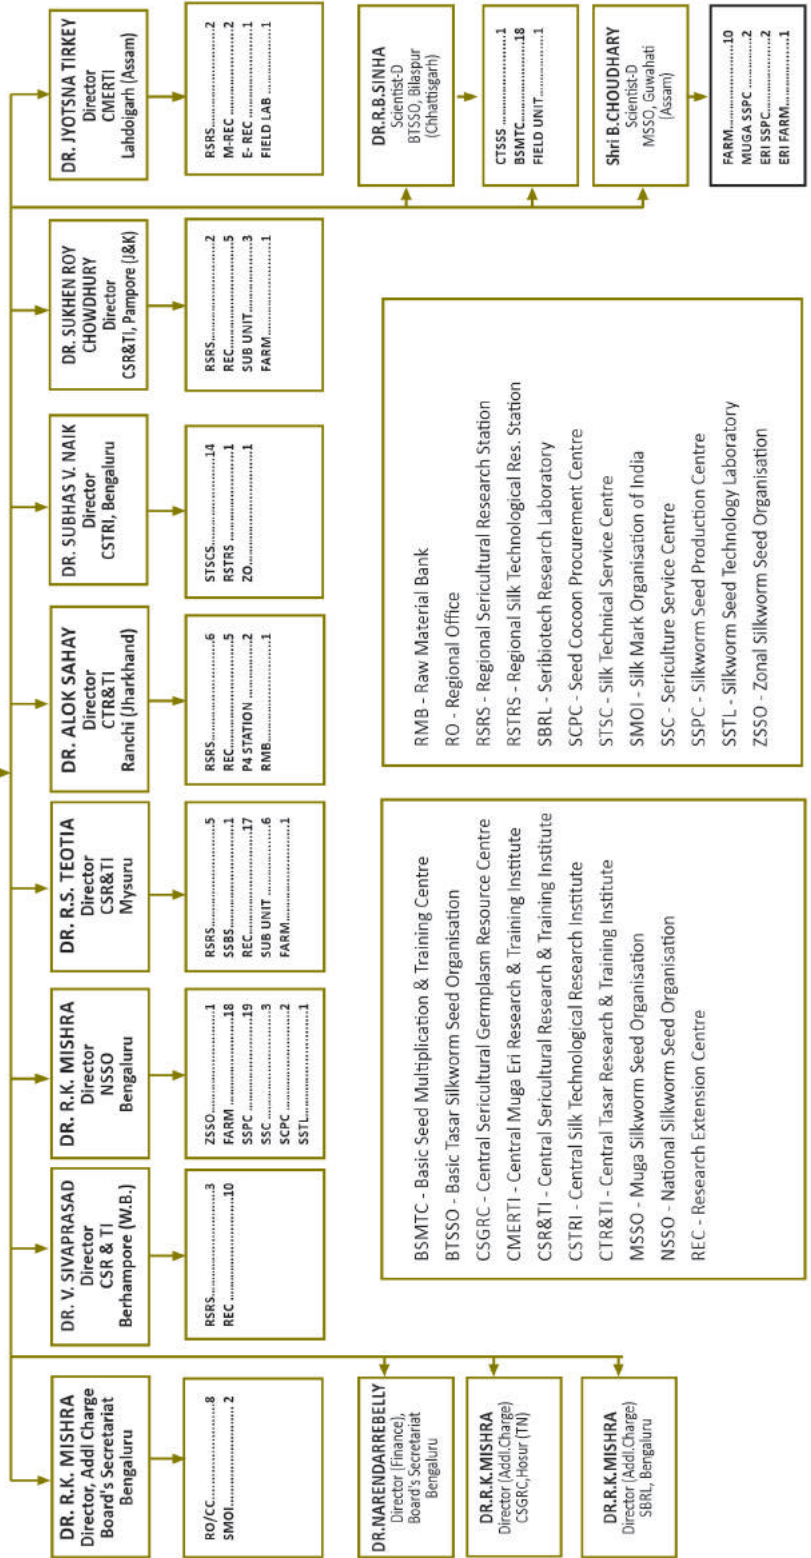 DR. R.K. MISHRA
Director, Addl Charge
Board's Secretariat
Bengaluru
RO/CC..................8
SMOI.................. 2
DR. V. SIVAPRASAD
Director
CSR & TI
Berhampore (W.B.)
RSRS..................3
REC ..................10
DR. R.K. MISHRA
Director
NSSO
Bengaluru
ZSSO..................1
FARM ..................18
SSPC ..................19
SSC ..................3
SCPC ..................2
SSTL..................1
DR. R.S. TEOTIA
Director
CSR&TI
Mysuru
RSRS..................5
SSBS..................1
REC..................17
SUB UNIT ..................6
FARM..................1
DR. ALOK SAHAY
Director
CTR&TI
Ranchi (Jharkhand)
RSRS..................6
REC..................5
P4 STATION ..................2
RMB..................1
DR. SUBHAS V. NAIK
Director
CSTRI, Bengaluru
STSCS..................14
RSTRS ..................1
ZO..................1
DR. SUKHEN ROY
CHOWDHURY
Director
CSR&TI, Pampore (J&K)
RSRS..................2
REC..................5
SUB UNIT..................3
FARM..................1
DR. JYOTSNA TIRKEY
Director
CMERTI
Lahdoigarh (Assam)
RSRS..................2
M-REC ..................2
E- REC ..................1
FIELD LAB ..................1
DR.NARENDARREBELLY
Director (Finance),
Board's Secretariat
Bengaluru
DR.R.K.MISHRA
Director (Addl.Charge)
CSGRC,Hosur (TN)
DR.R.K.MISHRA
Director (Addl.Charge)
SBRL, Bengaluru
BSMTC - Basic Seed Multiplication & Training Centre
BTSSO - Basic Tasar Silkworm Seed Organisation
CSGRC - Central Sericultural Germplasm Resource Centre
CMERTI - Central Muga Eri Research & Training Institute
CSR&TI - Central Sericultural Research & Training Institute
CSTRI - Central Silk Technological Research Institute
CTR&TI - Central Tasar Research & Training Institute
MSSO - Muga Silkworm Seed Organisation
NSSO - National Silkworm Seed Organisation
REC - Research Extension Centre
RMB - Raw Material Bank
RO - Regional Office
RSRS - Regional Sericultural Research Station
RSTRS - Regional Silk Technological Res. Station
SBRL - Seribiotech Research Laboratory
SCPC - Seed Cocoon Procurement Centre
STSC - Silk Technical Service Centre
SMOI - Silk Mark Organisation of India
SSC - Sericulture Service Centre
SSPC - Silkworm Seed Production Centre
SSTL - Silkworm Seed Technology Laboratory
ZSSO - Zonal Silkworm Seed Organisation
DR.R.B.SINHA
Scientist-D
BTSSO, Bilaspur
(Chhattisgarh)
CTSSS ..................1
BSMTC..................18
FIELD UNIT..................1
Shri B.CHOUDHARY
Scientist-D
MSSO, Guwahati
(Assam)
FARM..................10
MUGA SSPC ..................2
ERI SSPC..................2
ERI FARM..................1